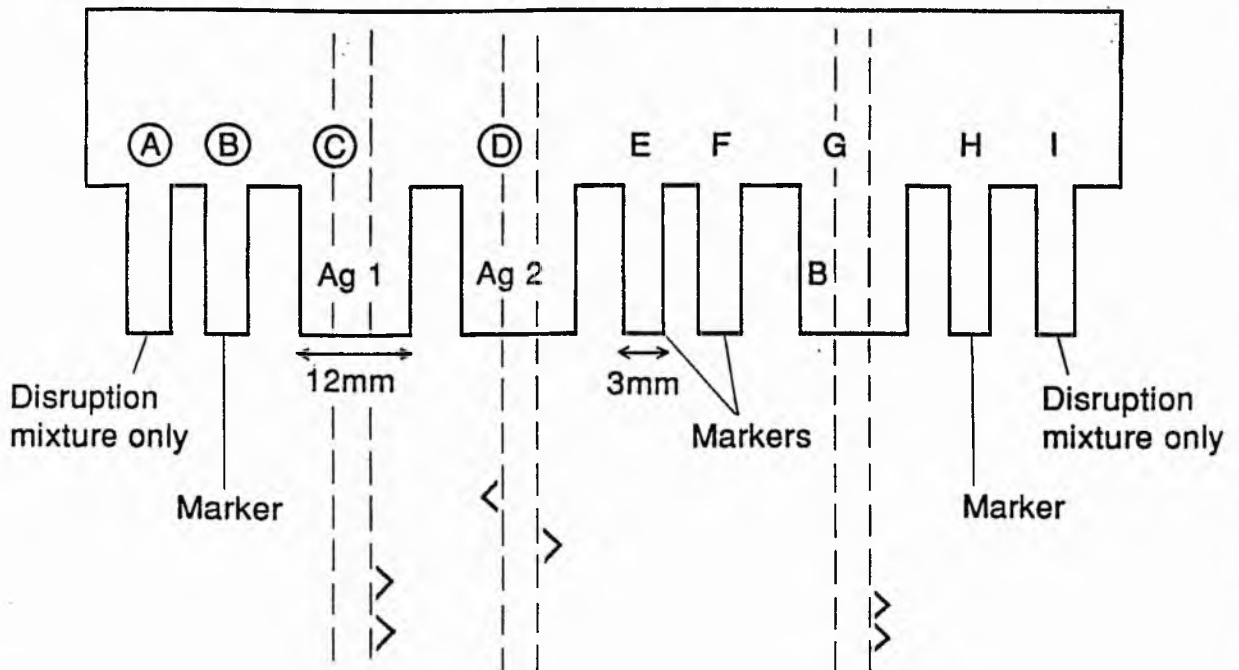 A B C D E F G H I
Ag 1 Ag 2 B
12mm 3mm
Disruption
mixture only
Marker
Markers
Disruption
mixture only
Marker